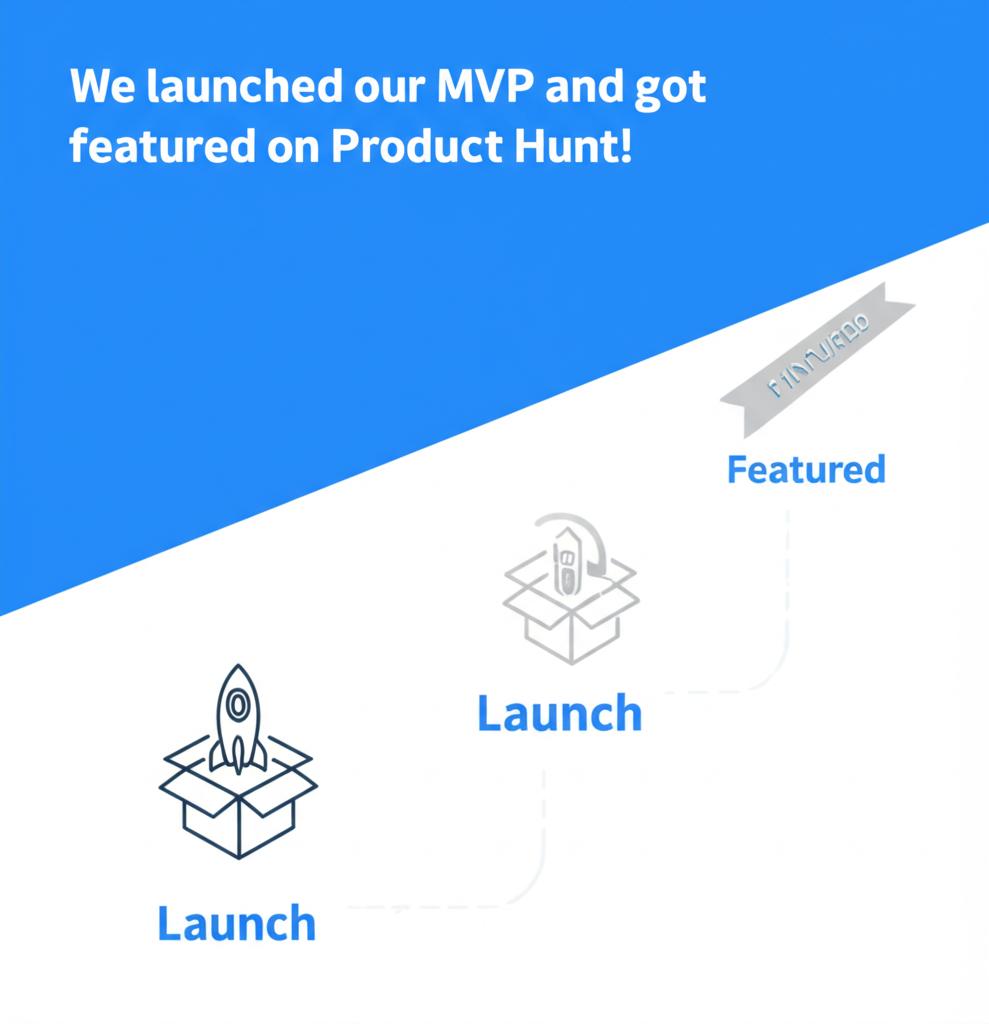 We launched our MVP and got
featured on Product Hunt!
Featured
Launch
Launch